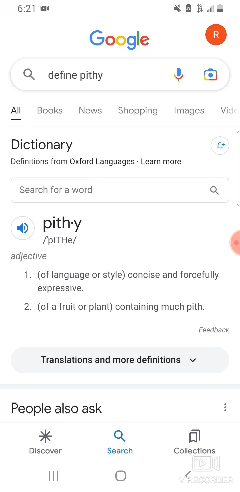 6:21
Google
R
define pithy
All Books News Shopping Images
Dictionary
Definitions from Oxford Languages · Learn more
Search for a word
pith·y
/ˈpiTHē/
adjective
1. (of language or style) concise and forcefully
expressive.
2. (of a fruit or plant) containing much pith.
Feedback
Translations and more definitions
People also ask
Discover Search Collections